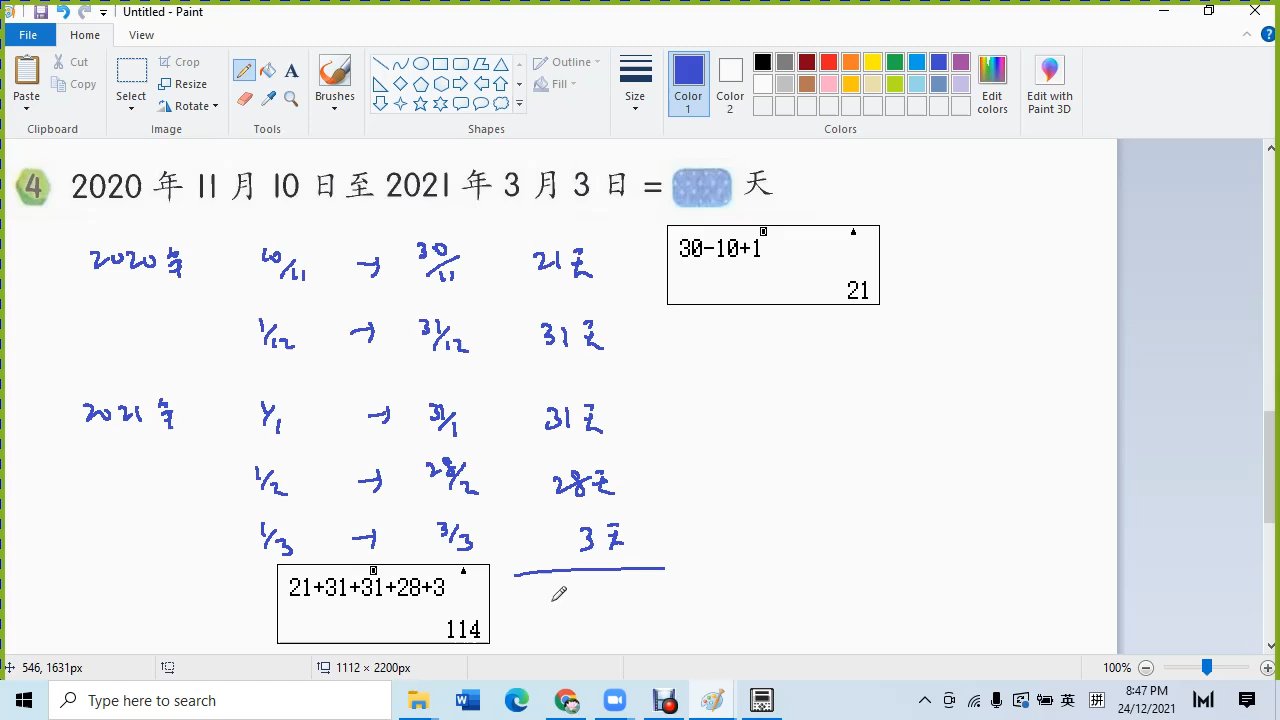 Untitled - Paint
File Home View
Paste Cut Copy Clipboard
Select Crop Resize Rotate Image
Tools
Brushes
Outline Fill Shapes
Size
Color 1 Color 2 Edit colors Colors
Edit with Paint 3D
4 2020 年 11 月 10 日至 2021 年 3 月 3 日 = 天
2020 年 10/11 → 30/11 21 天
30-10+1
21
1/12 → 31/12 31 天
2021 年 1/1 → 31/1 31 天
1/2 → 28/2 28 天
1/3 → 3/3 3 天
21+31+31+28+3
114
546, 1631px 1112 × 2200px 100%
Type here to search
英 拼 8:47 PM
24/12/2021